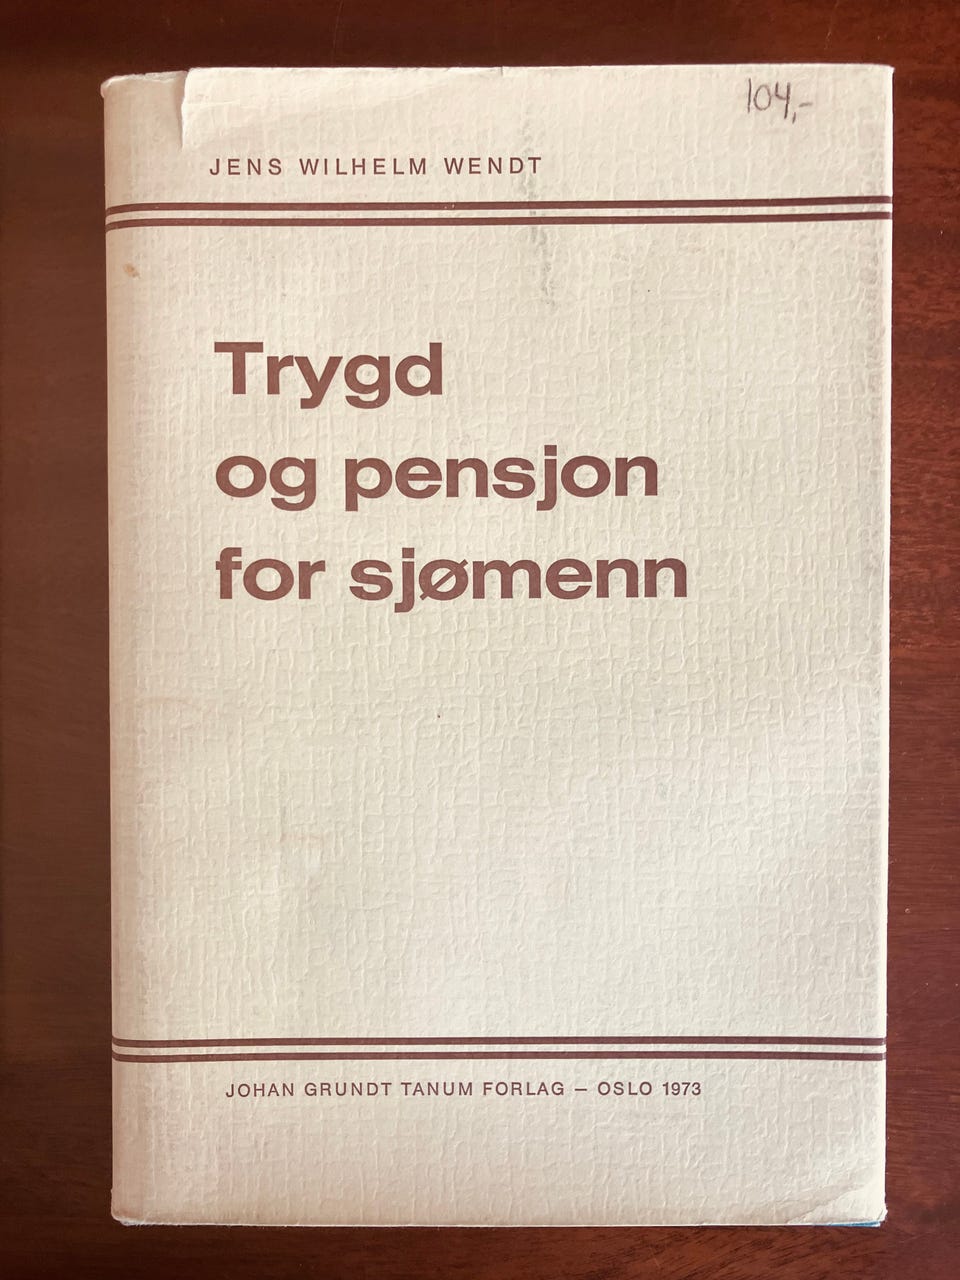 104,-
JENS WILHELM WENDT
Trygd
og pensjon
for sjømenn
JOHAN GRUNDT TANUM FORLAG – OSLO 1973